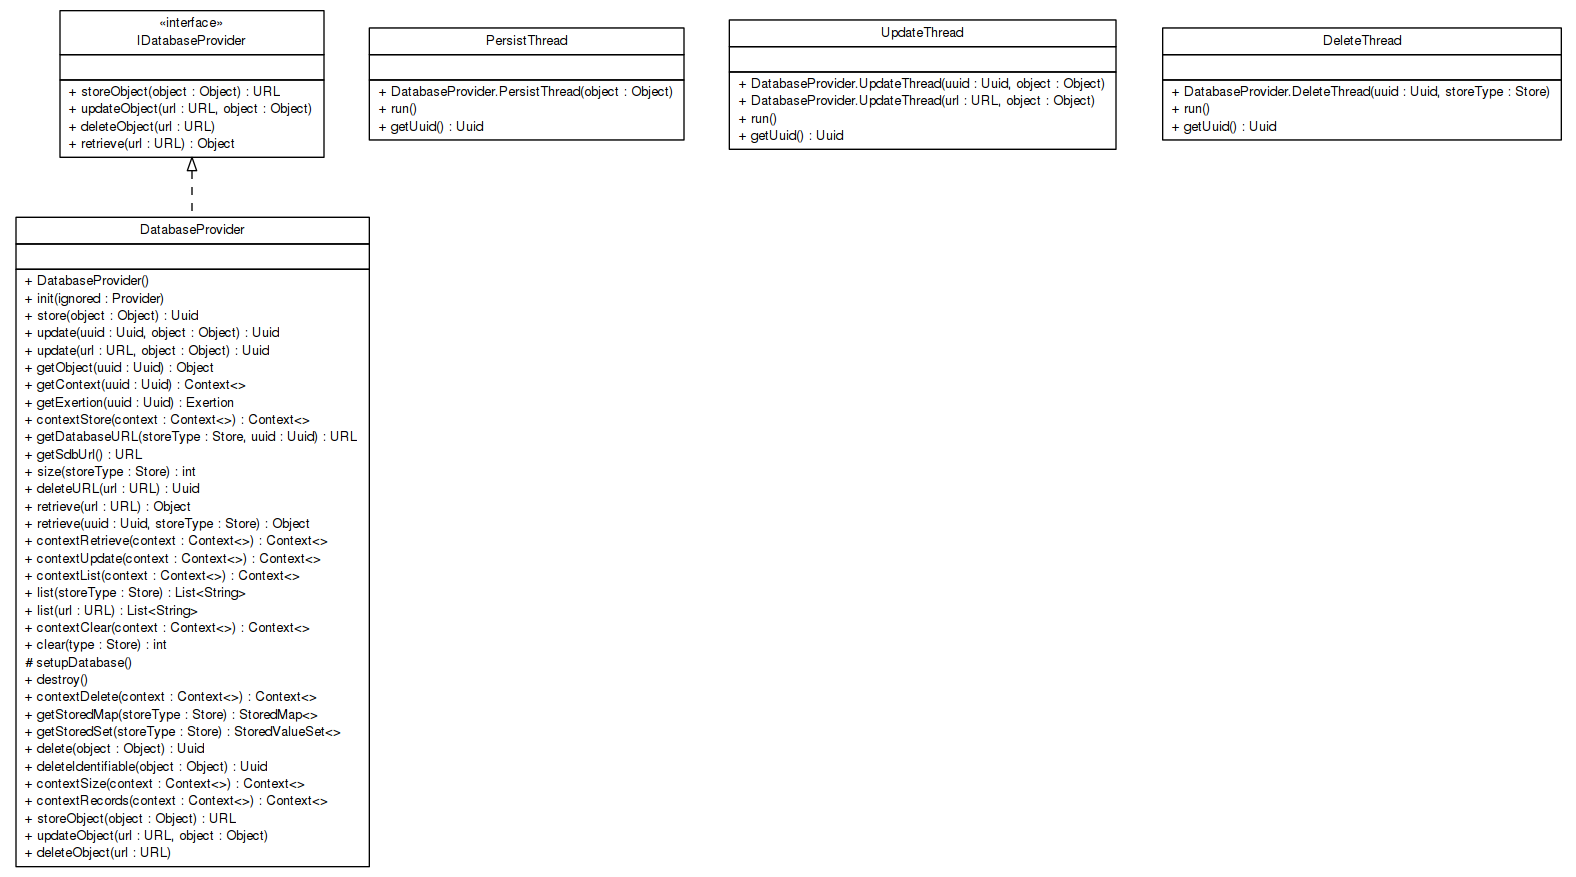 «interface»
IDatabaseProvider
+ storeObject(object : Object) : URL
+ updateObject(url : URL, object : Object)
+ deleteObject(url : URL)
+ retrieve(url : URL) : Object
PersistThread
+ DatabaseProvider.PersistThread(object : Object)
+ run()
+ getUuid() : Uuid
UpdateThread
+ DatabaseProvider.UpdateThread(uuid : Uuid, object : Object)
+ DatabaseProvider.UpdateThread(url : URL, object : Object)
+ run()
+ getUuid() : Uuid
DeleteThread
+ DatabaseProvider.DeleteThread(uuid : Uuid, storeType : Store)
+ run()
+ getUuid() : Uuid
DatabaseProvider
+ DatabaseProvider()
+ init(ignored : Provider)
+ store(object : Object) : Uuid
+ update(uuid : Uuid, object : Object) : Uuid
+ update(url : URL, object : Object) : Uuid
+ getObject(uuid : Uuid) : Object
+ getContext(uuid : Uuid) : Context<>
+ getExertion(uuid : Uuid) : Exertion
+ contextStore(context : Context<>) : Context<>
+ getDatabaseURL(storeType : Store, uuid : Uuid) : URL
+ getSdbUrl() : URL
+ size(storeType : Store) : int
+ deleteURL(url : URL) : Uuid
+ retrieve(url : URL) : Object
+ retrieve(uuid : Uuid, storeType : Store) : Object
+ contextRetrieve(context : Context<>) : Context<>
+ contextUpdate(context : Context<>) : Context<>
+ contextList(context : Context<>) : Context<>
+ list(storeType : Store) : List<String>
+ list(url : URL) : List<String>
+ contextClear(context : Context<>) : Context<>
+ clear(type : Store) : int
# setupDatabase()
+ destroy()
+ contextDelete(context : Context<>) : Context<>
+ getStoredMap(storeType : Store) : StoredMap<>
+ getStoredSet(storeType : Store) : StoredValueSet<>
+ delete(object : Object) : Uuid
+ deleteIdentifiable(object : Object) : Uuid
+ contextSize(context : Context<>) : Context<>
+ contextRecords(context : Context<>) : Context<>
+ storeObject(object : Object) : URL
+ updateObject(url : URL, object : Object)
+ deleteObject(url : URL)